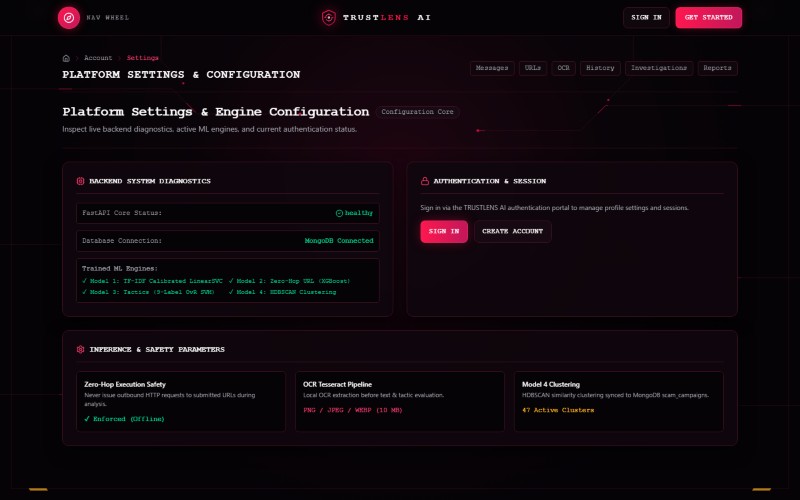 NAV WHEEL
TRUSTLENS AI
SIGN IN
GET STARTED
Account > Settings
PLATFORM SETTINGS & CONFIGURATION
Messages
URLs
OCR
History
Investigations
Reports
Platform Settings & Engine Configuration
Configuration Core
Inspect live backend diagnostics, active ML engines, and current authentication status.
BACKEND SYSTEM DIAGNOSTICS
FastAPI Core Status:
healthy
Database Connection:
MongoDB Connected
Trained ML Engines:
✓ Model 1: TF-IDF Calibrated LinearSVC
✓ Model 2: Zero-Hop URL (XGBoost)
✓ Model 3: Tactics (9-Label OvR SVM)
✓ Model 4: HDBSCAN Clustering
AUTHENTICATION & SESSION
Sign in via the TRUSTLENS AI authentication portal to manage profile settings and sessions.
SIGN IN
CREATE ACCOUNT
INFERENCE & SAFETY PARAMETERS
Zero-Hop Execution Safety
Never issue outbound HTTP requests to submitted URLs during
analysis.
✓ Enforced (Offline)
OCR Tesseract Pipeline
Local OCR extraction before text & tactic evaluation.
PNG / JPEG / WEBP (10 MB)
Model 4 Clustering
HDBSCAN similarity clustering synced to MongoDB scam_campaigns.
47 Active Clusters